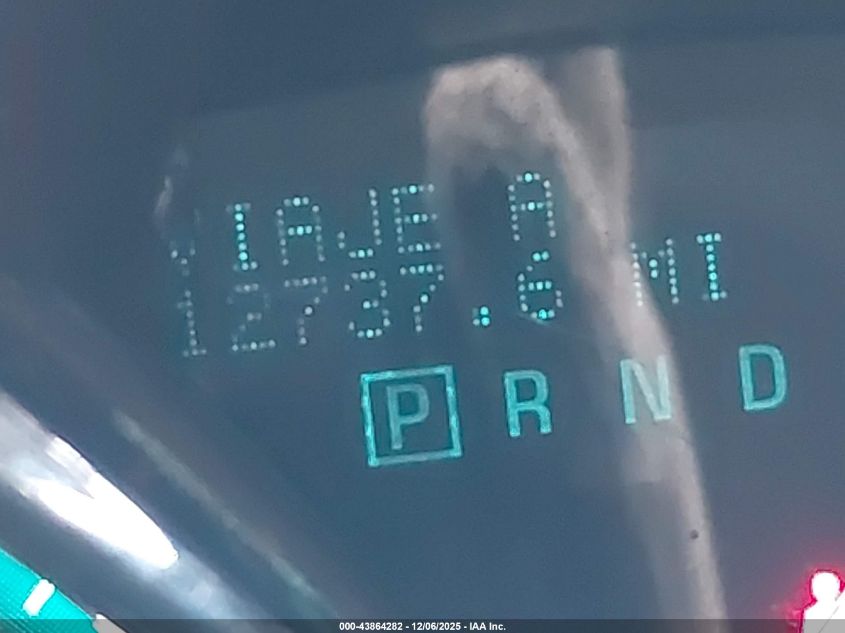 VIAJE A
12737.6 MI
P R N D
000-43864282 - 12/06/2025 - IAA Inc.